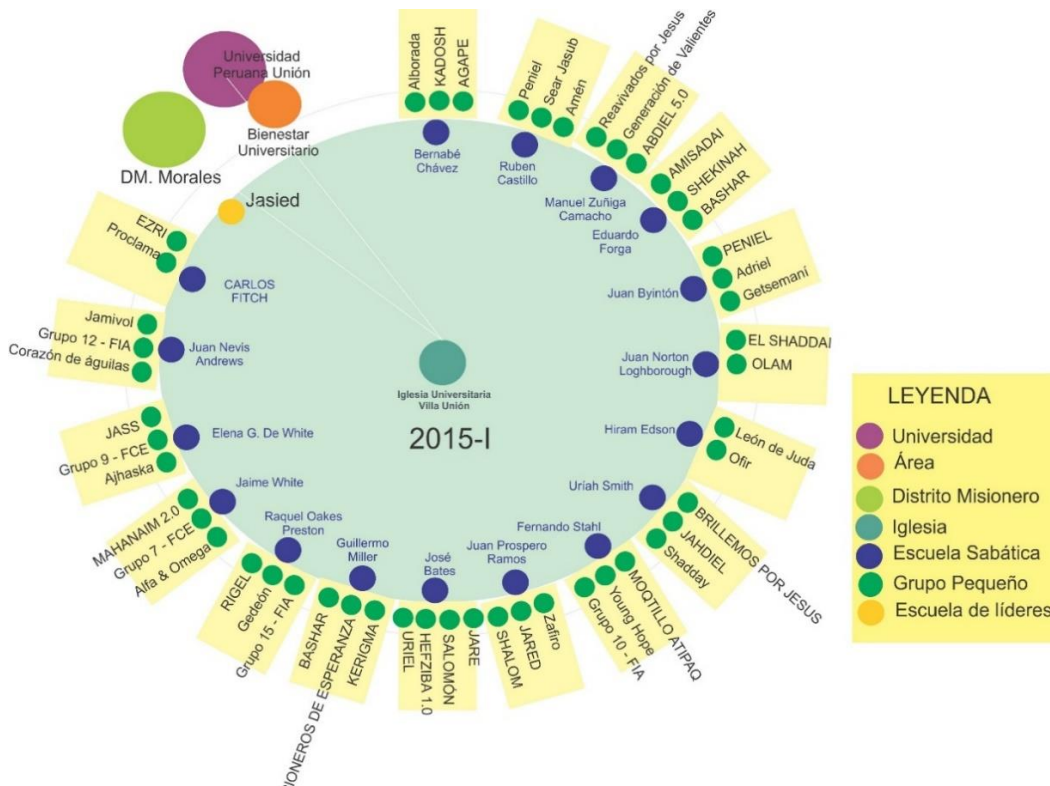 Universidad
Peruana Unión
Bienestar
Universitario
DM. Morales
Jasied
Alborada
KADOSH
AGAPE
Bernabé
Chávez
Peniel
Sear Jasub
Amén
Ruben
Castillo
Reavivados por Jesus
Generación de Valientes
ABDIEL 5.0
Manuel Zuñiga
Camacho
AMISADAI
SHEKINAH
BASHAR
Eduardo
Forga
PENIEL
Adriel
Getsemaní
Juan Byintón
EL SHADDAI
OLAM
Juan Norton
Loghborough
León de Juda
Ofir
Hiram Edson
BRILLEMOS POR JESUS
JAHDIEL
Shadday
Uríah Smith
MOQTILLO ATIPAQ
Young Hope
Grupo 10 - FIA
Fernando Stahl
Zafiro
JARED
SHALOM
Juan Prospero
Ramos
JARE
SALOMÓN
HEFZIBA 1.0
URIEL
José
Bates
KERIGMA
IONEROS DE ESPERANZA
BASHAR
Guillermo
Miller
Grupo 15 - FIA
Gedeón
RIGEL
Raquel Oakes
Preston
Alfa & Omega
Grupo 7 - FCE
MAHANAIM 2.0
Jaime White
Ajhaska
Grupo 9 - FCE
JASS
Elena G. De White
Corazón de águilas
Grupo 12 - FIA
Jamivol
Juan Nevis
Andrews
Proclama
EZRI
CARLOS
FITCH
Iglesia Universitaria
Villa Unión
2015-I
LEYENDA
Universidad
Área
Distrito Misionero
Iglesia
Escuela Sabática
Grupo Pequeño
Escuela de líderes